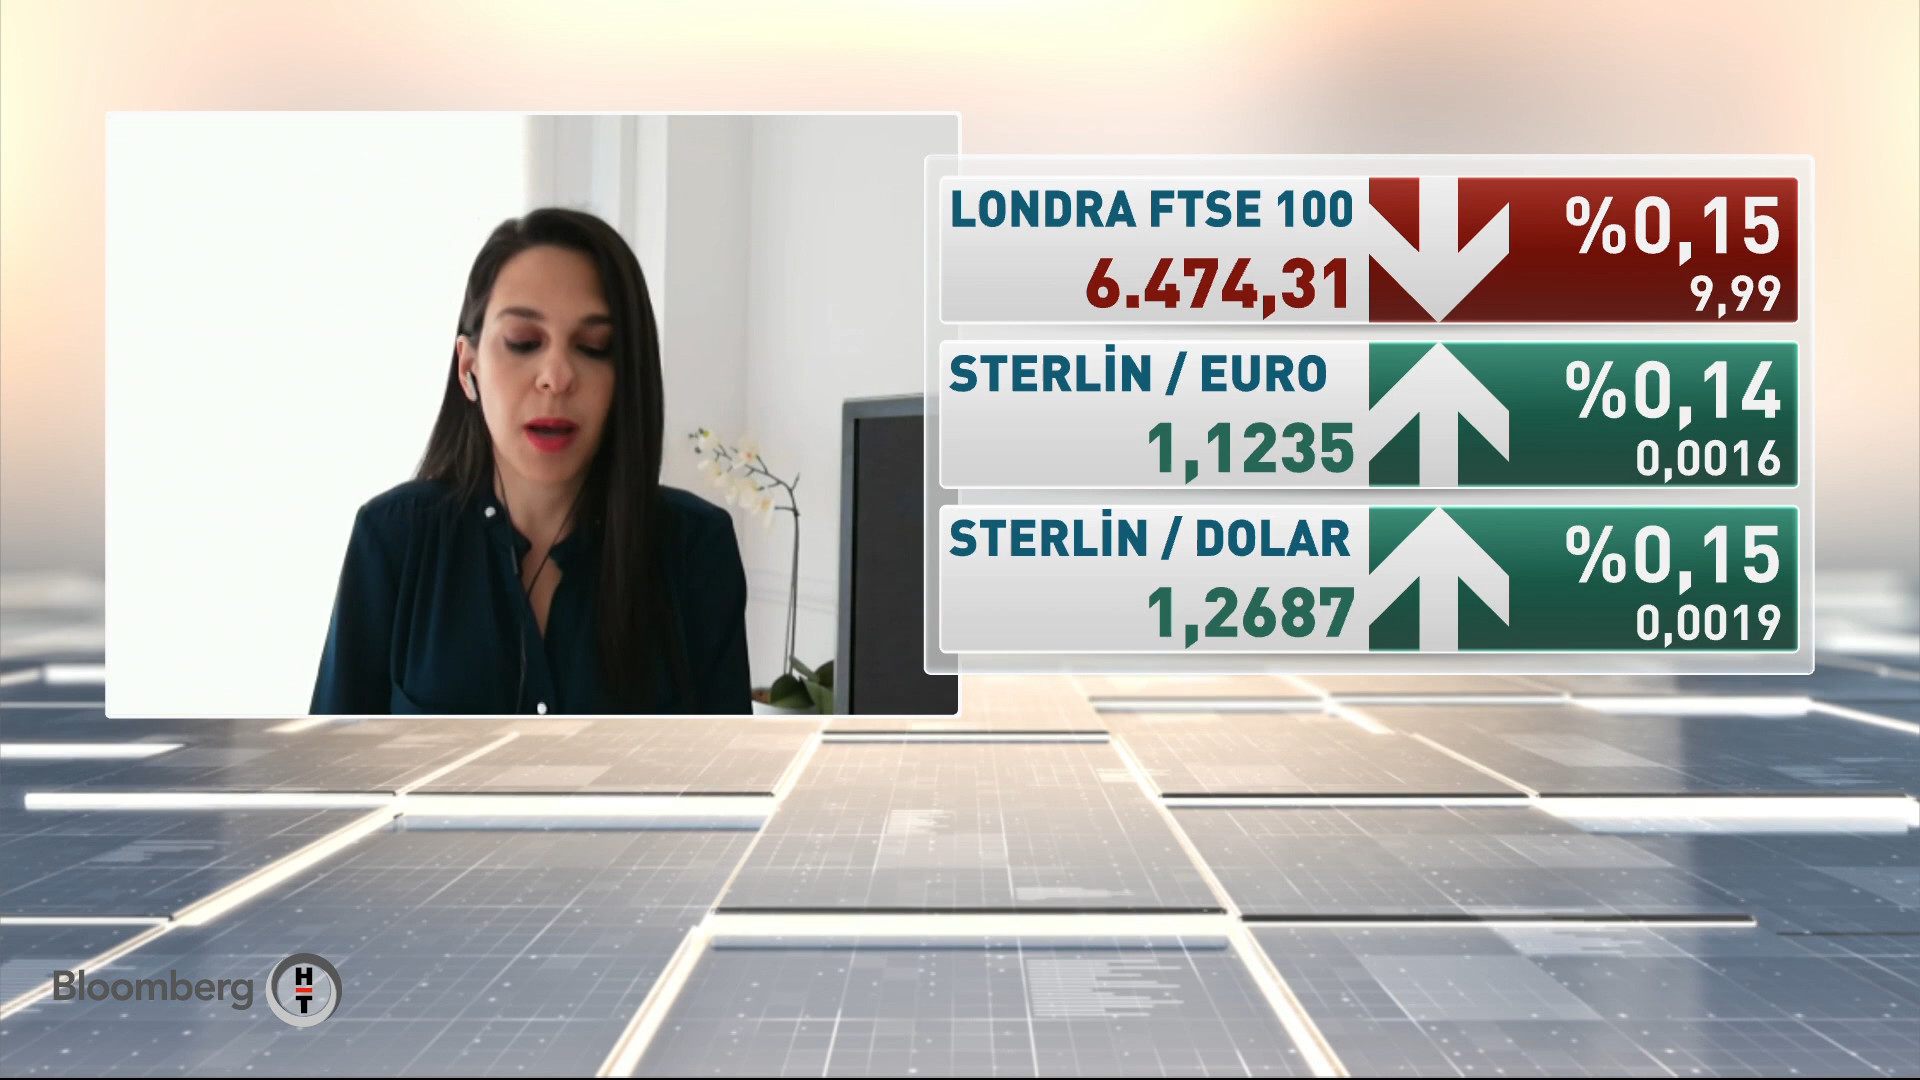 LONDRA FTSE 100
6.474,31
%0,15
9,99
STERLİN / EURO
1,1235
%0,14
0,0016
STERLİN / DOLAR
1,2687
%0,15
0,0019
Bloomberg HT